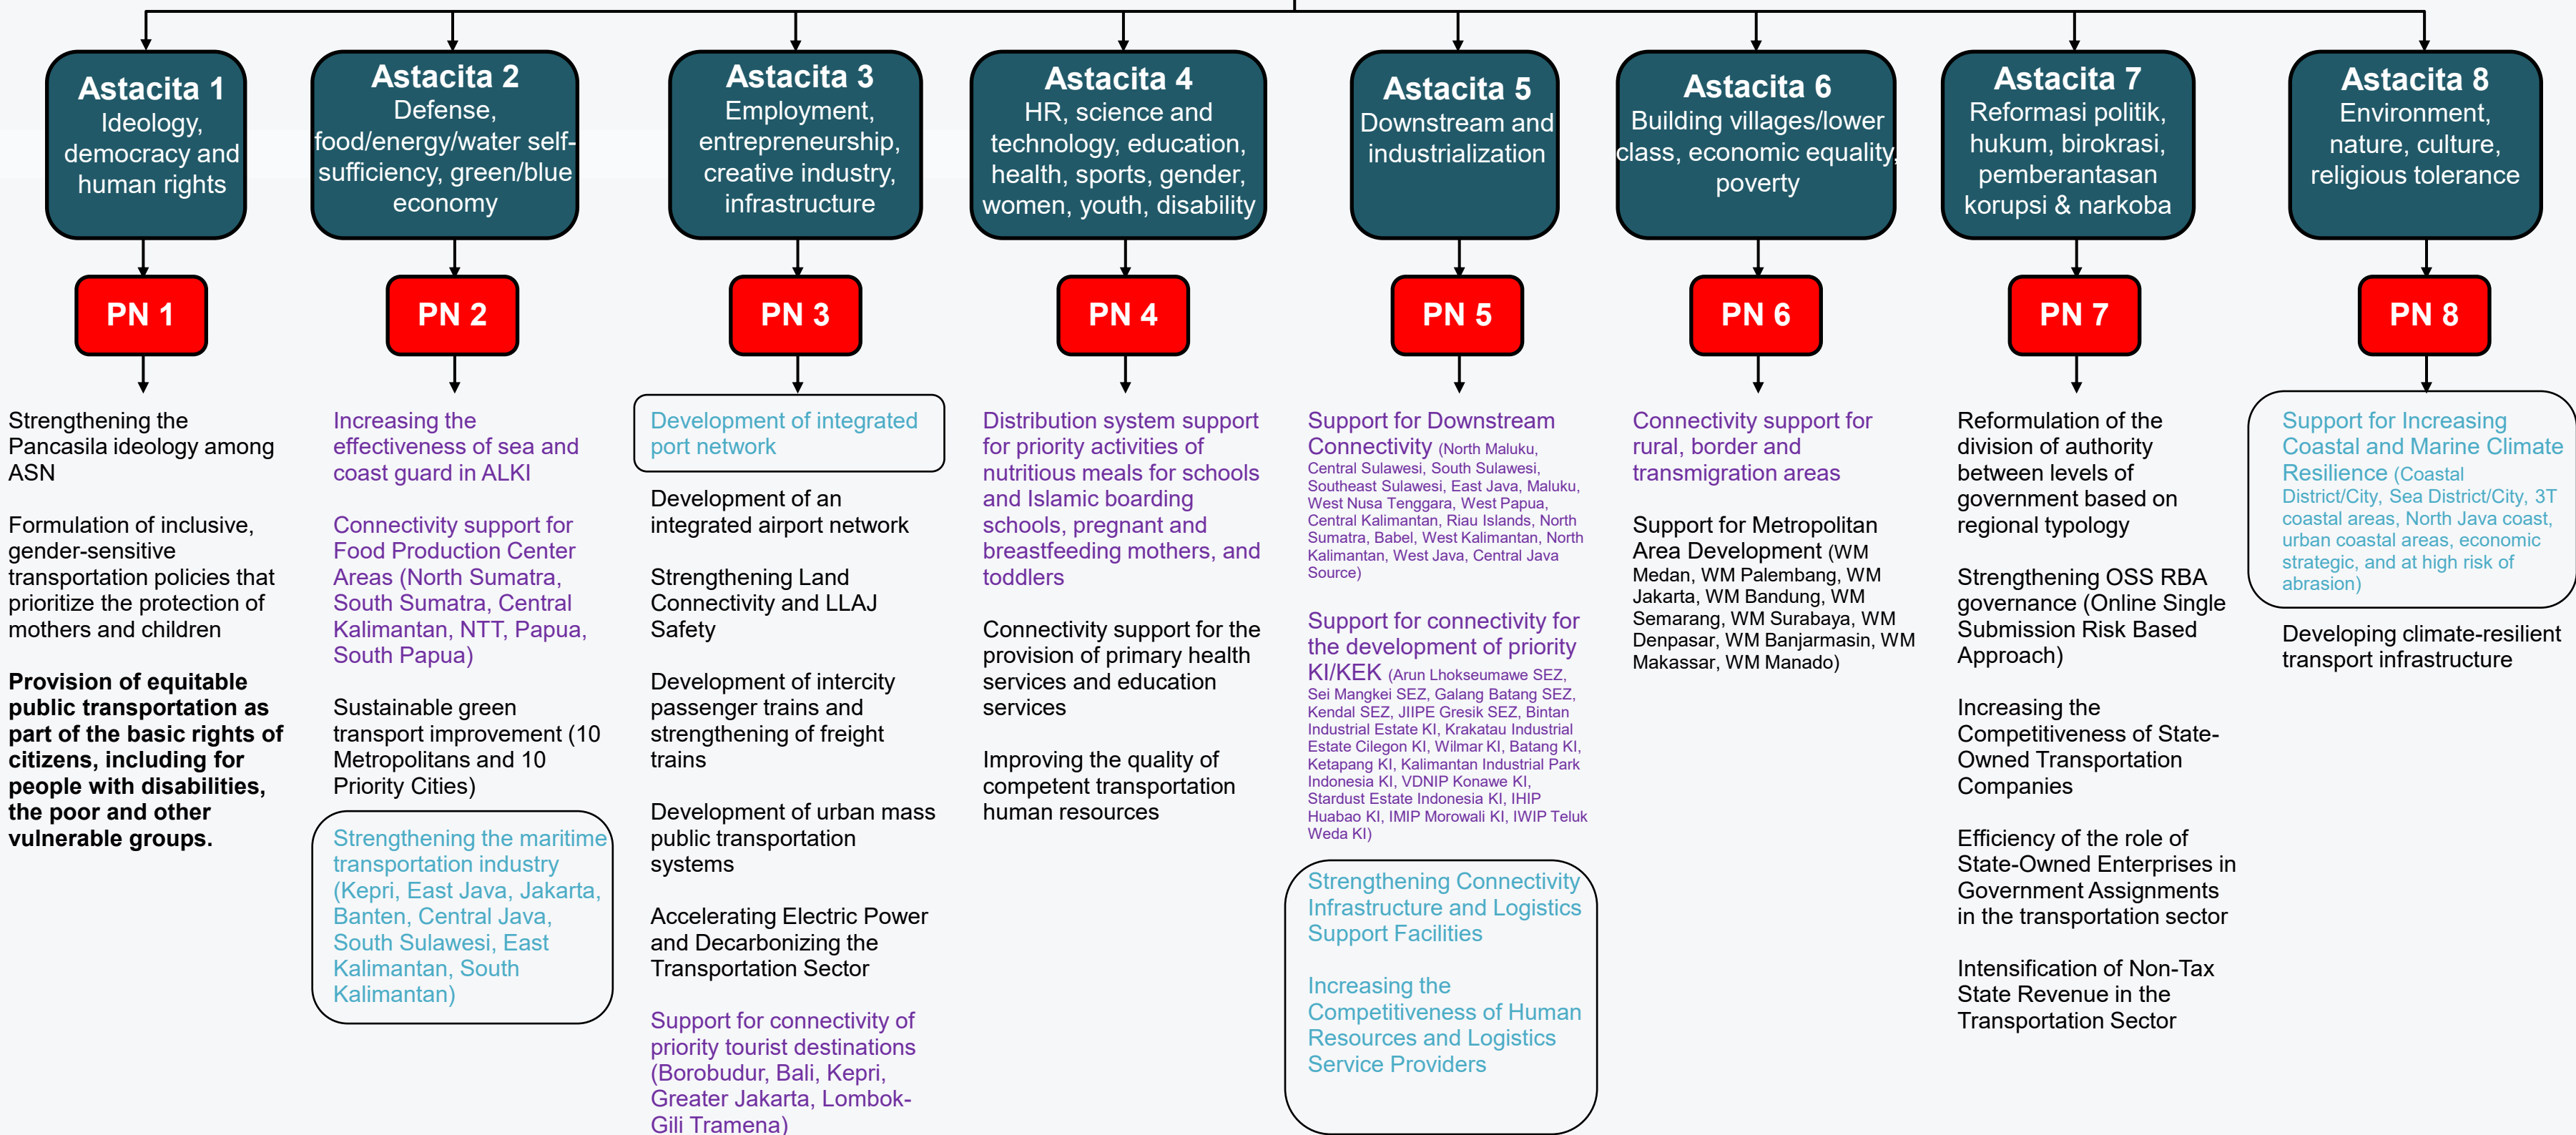 Astacita 1
Ideology,
democracy and
human rights
PN 1
Strengthening the
Pancasila ideology among
ASN
Formulation of inclusive,
gender-sensitive
transportation policies that
prioritize the protection of
mothers and children
Provision of equitable
public transportation as
part of the basic rights of
citizens, including for
people with disabilities,
the poor and other
vulnerable groups.
Astacita 2
Defense,
food/energy/water self-
sufficiency, green/blue
economy
PN 2
Increasing the
effectiveness of sea and
coast guard in ALKI
Connectivity support for
Food Production Center
Areas (North Sumatra,
South Sumatra, Central
Kalimantan, NTT, Papua,
South Papua)
Sustainable green
transport improvement (10
Metropolitans and 10
Priority Cities)
Strengthening the maritime
transportation industry
(Kepri, East Java, Jakarta,
Banten, Central Java,
South Sulawesi, East
Kalimantan, South
Kalimantan)
Astacita 3
Employment,
entrepreneurship,
creative industry,
infrastructure
PN 3
Development of integrated
port network
Development of an
integrated airport network
Strengthening Land
Connectivity and LLAJ
Safety
Development of intercity
passenger trains and
strengthening of freight
trains
Development of urban mass
public transportation
systems
Accelerating Electric Power
and Decarbonizing the
Transportation Sector
Support for connectivity of
priority tourist destinations
(Borobudur, Bali, Kepri,
Greater Jakarta, Lombok-
Gili Tramena)
Astacita 4
HR, science and
technology, education,
health, sports, gender,
women, youth, disability
PN 4
Distribution system support
for priority activities of
nutritious meals for schools
and Islamic boarding
schools, pregnant and
breastfeeding mothers, and
toddlers
Connectivity support for the
provision of primary health
services and education
services
Improving the quality of
competent transportation
human resources
Astacita 5
Downstream and
industrialization
PN 5
Support for Downstream
Connectivity (North Maluku,
Central Sulawesi, South Sulawesi,
Southeast Sulawesi, East Java, Maluku,
West Nusa Tenggara, West Papua,
Central Kalimantan, Riau Islands, North
Sumatra, Babel, West Kalimantan, North
Kalimantan, West Java, Central Java
Source)
Support for connectivity for
the development of priority
KI/KEK (Arun Lhokseumawe SEZ,
Sei Mangkei SEZ, Galang Batang SEZ,
Kendal SEZ, JIIPE Gresik SEZ, Bintan
Industrial Estate KI, Krakatau Industrial
Estate Cilegon KI, Wilmar KI, Batang KI,
Ketapang KI, Kalimantan Industrial Park
Indonesia KI, VDNIP Konawe KI,
Stardust Estate Indonesia KI, IHIP
Huabao KI, IMIP Morowali KI, IWIP Teluk
Weda KI)
Strengthening Connectivity
Infrastructure and Logistics
Support Facilities
Increasing the
Competitiveness of Human
Resources and Logistics
Service Providers
Astacita 6
Building villages/lower
class, economic equality,
poverty
PN 6
Connectivity support for
rural, border and
transmigration areas
Support for Metropolitan
Area Development (WM
Medan, WM Palembang, WM
Jakarta, WM Bandung, WM
Semarang, WM Surabaya, WM
Denpasar, WM Banjarmasin, WM
Makassar, WM Manado)
Astacita 7
Reformasi politik,
hukum, birokrasi,
pemberantasan
korupsi & narkoba
PN 7
Reformulation of the
division of authority
between levels of
government based on
regional typology
Strengthening OSS RBA
governance (Online Single
Submission Risk Based
Approach)
Increasing the
Competitiveness of State-
Owned Transportation
Companies
Efficiency of the role of
State-Owned Enterprises in
Government Assignments
in the transportation sector
Intensification of Non-Tax
State Revenue in the
Transportation Sector
Astacita 8
Environment,
nature, culture,
religious tolerance
PN 8
Support for Increasing
Coastal and Marine Climate
Resilience (Coastal
District/City, Sea District/City, 3T
coastal areas, North Java coast,
urban coastal areas, economic
strategic, and at high risk of
abrasion)
Developing climate-resilient
transport infrastructure